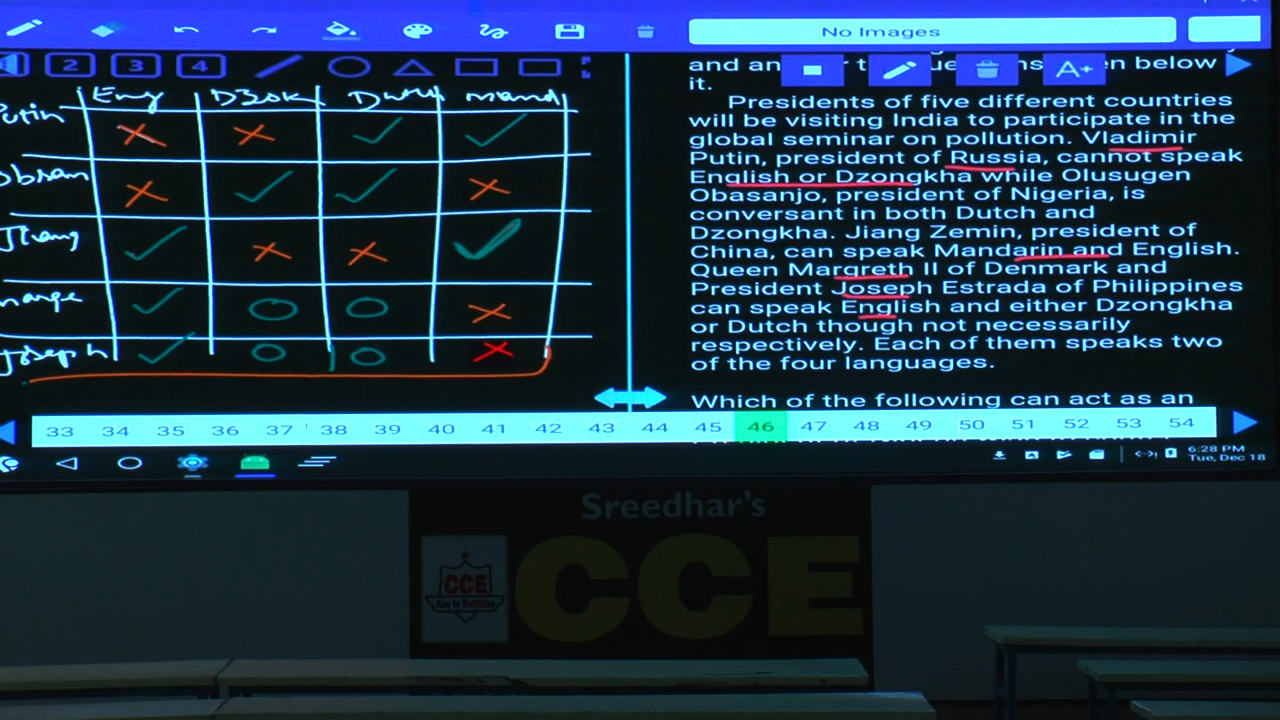 No Images
2 3 4
A+
and an
it.
Presidents of five different countries
will be visiting India to participate in the
global seminar on pollution. Vladimir
Putin, president of Russia, cannot speak
English or Dzongkha while Olusugen
Obasanjo, president of Nigeria, is
conversant in both Dutch and
Dzongkha. Jiang Zemin, president of
China, can speak Mandarin and English.
Queen Margreth II of Denmark and
President Joseph Estrada of Philippines
can speak English and either Dzongkha
or Dutch though not necessarily
respectively. Each of them speaks two
of the four languages.
Which of the following can act as an
Eng Dzok Dutch Mand
Putin
Jiang
Joseph
33 34 35 36 37 38 39 40 41 42 43 44 45 46 47 48 49 50 51 52 53 54
6:28 PM
Tue, Dec 18
Sreedhar's
CCE
CCE